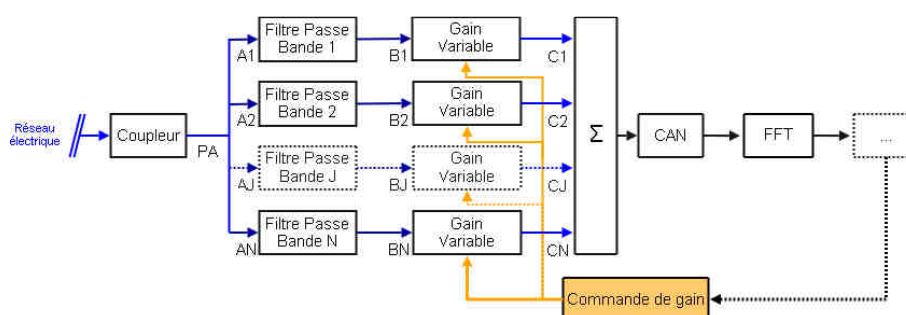 Filtre Passe
Bande 1
Gain
Variable
A1
B1
C1
Filtre Passe
Bande 2
Gain
Variable
A2
B2
C2
Réseau
électrique
Coupleur
PA
Σ
CAN
FFT
...
Filtre Passe
Bande J
Gain
Variable
AJ
BJ
CJ
Filtre Passe
Bande N
Gain
Variable
AN
BN
CN
Commande de gain